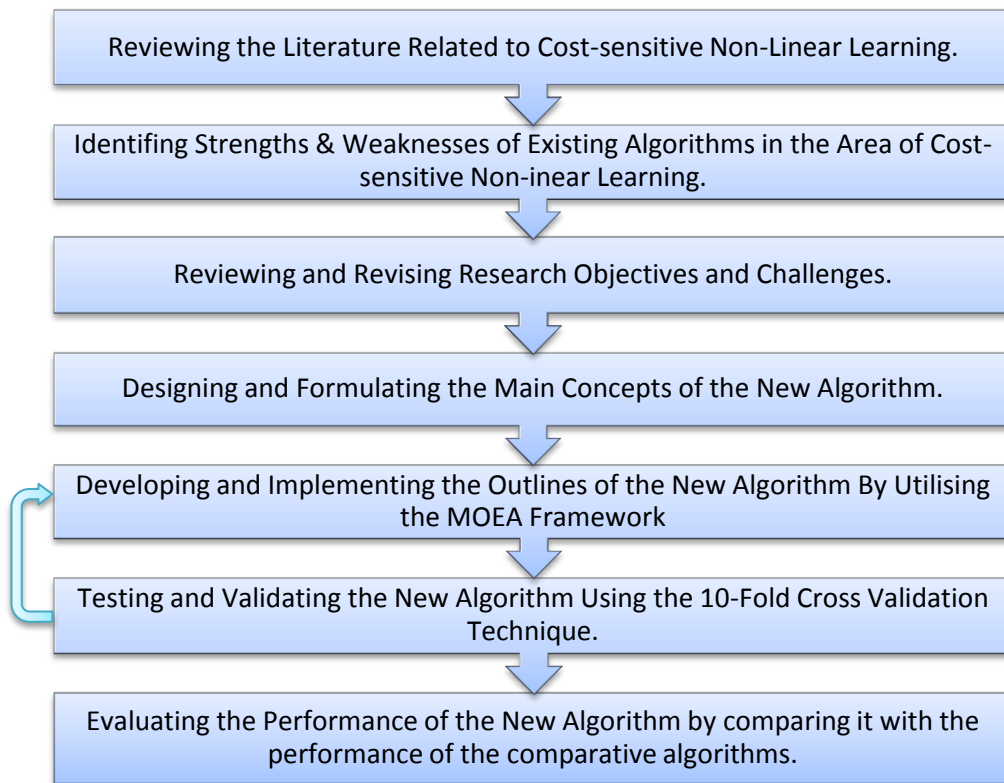 Reviewing the Literature Related to Cost-sensitive Non-Linear Learning.
Identifing Strengths & Weaknesses of Existing Algorithms in the Area of Cost-
sensitive Non-inear Learning.
Reviewing and Revising Research Objectives and Challenges.
Designing and Formulating the Main Concepts of the New Algorithm.
Developing and Implementing the Outlines of the New Algorithm By Utilising
the MOEA Framework
Testing and Validating the New Algorithm Using the 10-Fold Cross Validation
Technique.
Evaluating the Performance of the New Algorithm by comparing it with the
performance of the comparative algorithms.